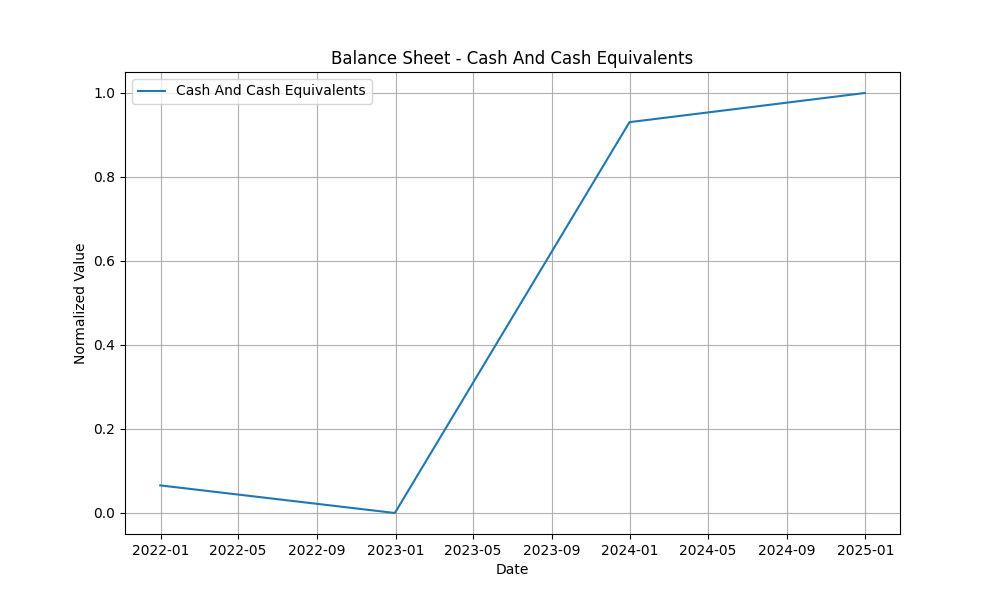 Balance Sheet - Cash And Cash Equivalents
Cash And Cash Equivalents
Normalized Value
1.0
0.8
0.6
0.4
0.2
0.0
2022-01 2022-05 2022-09 2023-01 2023-05 2023-09 2024-01 2024-05 2024-09 2025-01
Date